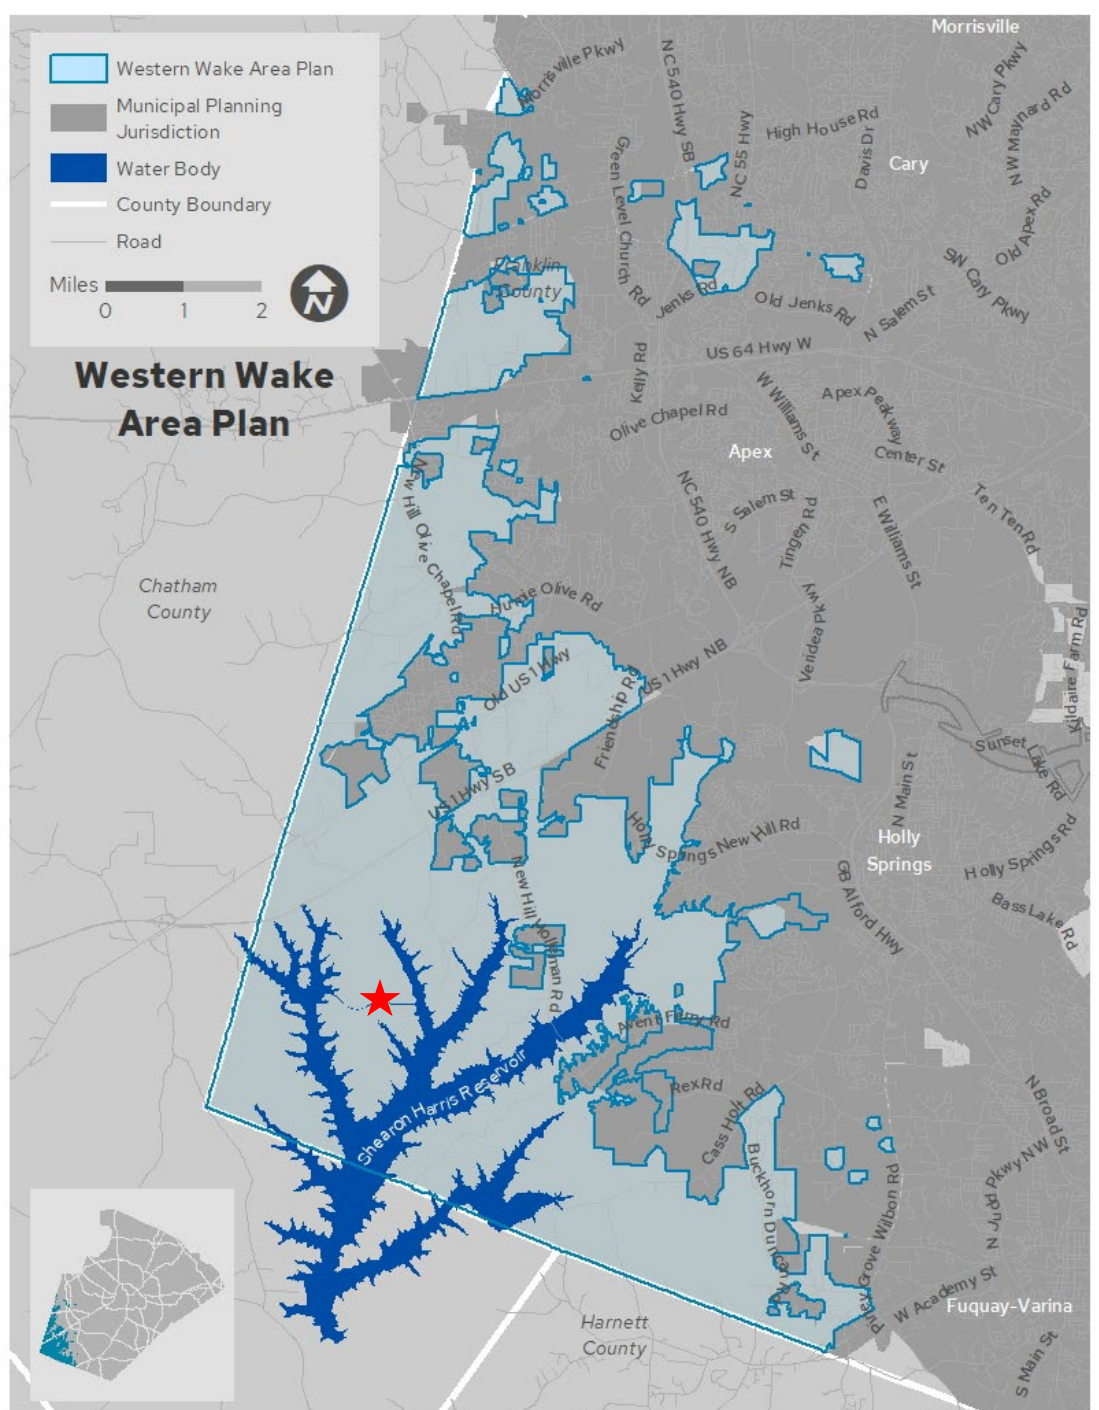 Morrisville
Western Wake Area Plan
Municipal Planning
Jurisdiction
Water Body
County Boundary
Road
Miles
0 1 2
N
Western Wake
Area Plan
Morrisville Pkwy
NC 540 Hwy SB
NC 55 Hwy
High House Rd
Davis Dr
NW Cary Pkwy
NW Maynard Rd
Cary
Green Level Church Rd
Old Apex Rd
SW Cary Pkwy
Franklin
County
Jenks Rd
Old Jenks Rd
N Salem St
US 64 Hwy W
Kelly Rd
W Williams St
Apex Peakway
Olive Chapel Rd
Apex
Center St
New Hill Olive Chapel Rd
NC 540 Hwy NB
S Salem St
Tingen Rd
E Williams St
Ten Ten Rd
Chatham
County
Humie Olive Rd
Veridea Pkwy
Kildaire Farm Rd
Old US 1 Hwy
US 1 Hwy NB
Friendship Rd
US 1 Hwy SB
Sunset Lake Rd
N Main St
Holly Springs New Hill Rd
Holly
Springs
Holly Springs Rd
GB Alford Hwy
Bass Lake Rd
New Hill Holleman Rd
Avent Ferry Rd
Shearon Harris Reservoir
Rex Rd
Cass Holt Rd
N Broad St
Buckhorn Duncan Rd
Piney Grove Wilbon Rd
N Judd Pkwy NW
W Academy St
Fuquay-Varina
Harnett
County
S Main St